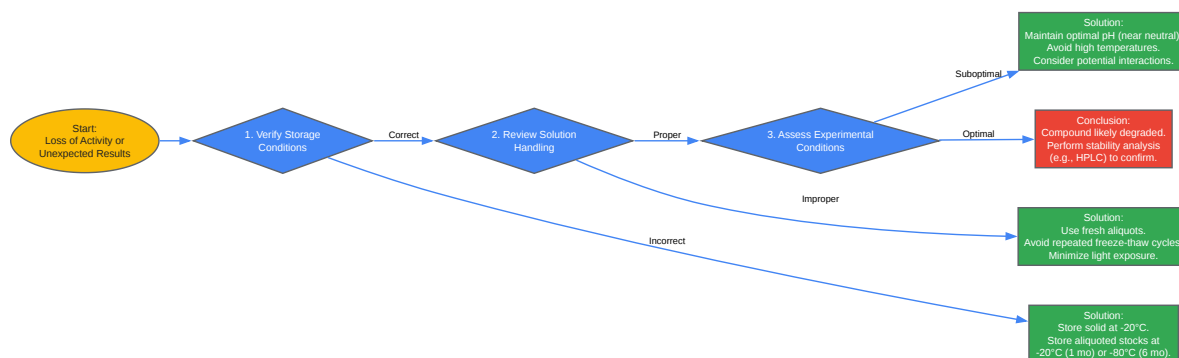 Start:
Loss of Activity or
Unexpected Results
1. Verify Storage
Conditions
Correct
2. Review Solution
Handling
Proper
3. Assess Experimental
Conditions
Suboptimal
Solution:
Maintain optimal pH (near neutral)
Avoid high temperatures.
Consider potential interactions.
Optimal
Conclusion:
Compound likely degraded.
Perform stability analysis
(e.g., HPLC) to confirm.
Improper
Solution:
Use fresh aliquots.
Avoid repeated freeze-thaw cycles
Minimize light exposure.
Incorrect
Solution:
Store solid at -20°C.
Store aliquoted stocks at
-20°C (1 mo) or -80°C (6 mo).